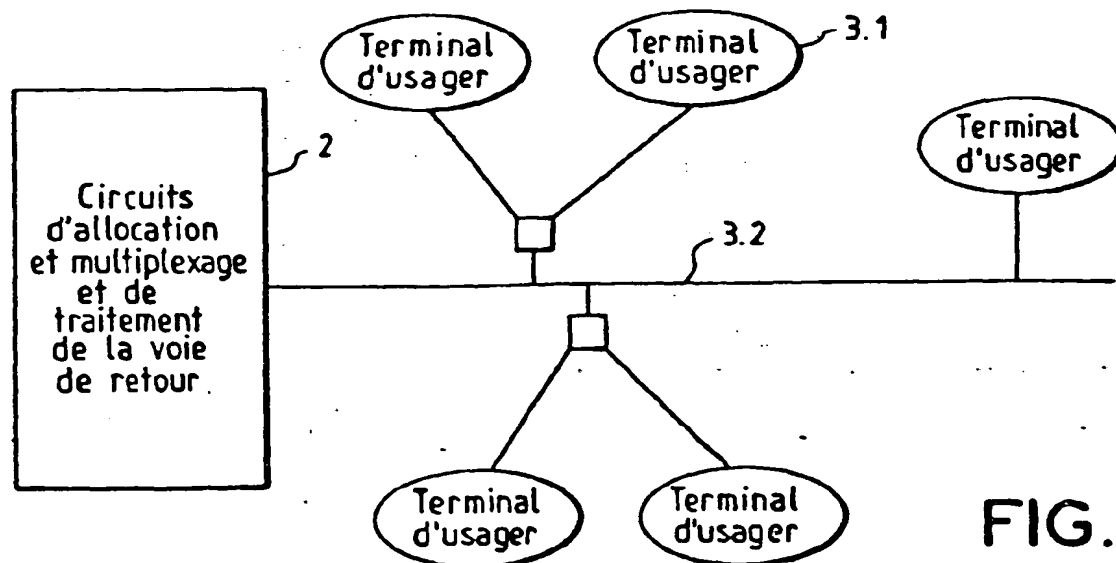 Terminal
d'usager
Terminal
d'usager
3.1
Terminal
d'usager
2
Circuits
d'allocation
et multiplexage
et de
traitement
de la voie
de retour
3.2
Terminal
d'usager
Terminal
d'usager
FIG.